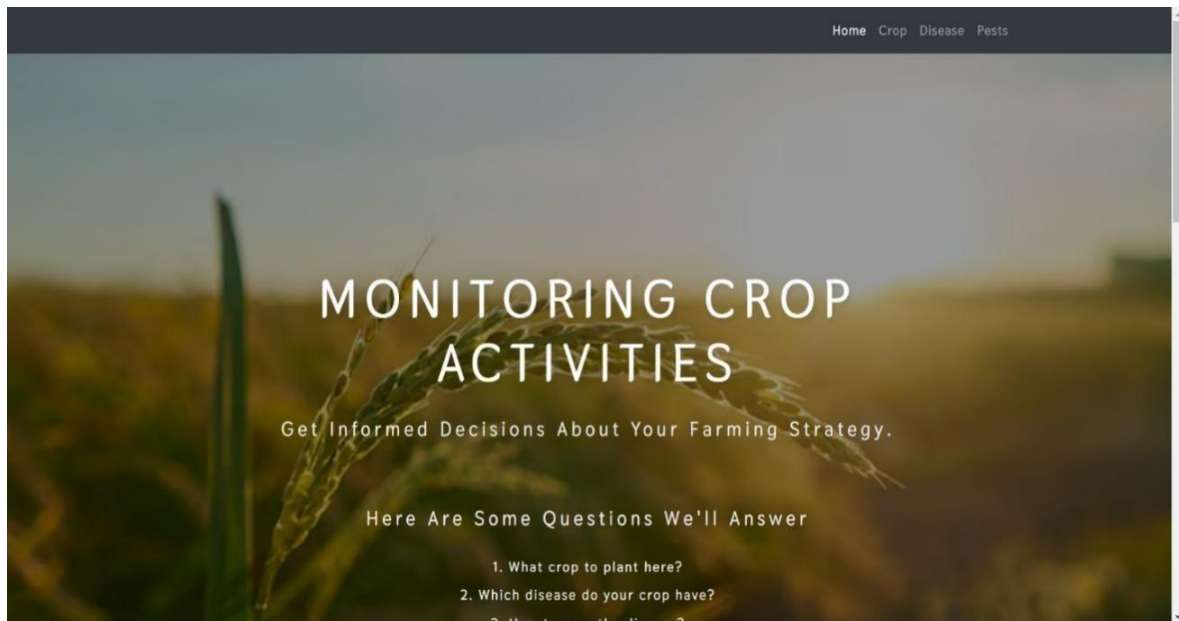 Home Crop Disease Pests
MONITORING CROP
ACTIVITIES
Get Informed Decisions About Your Farming Strategy.
Here Are Some Questions We'll Answer
1. What crop to plant here?
2. Which disease do your crop have?